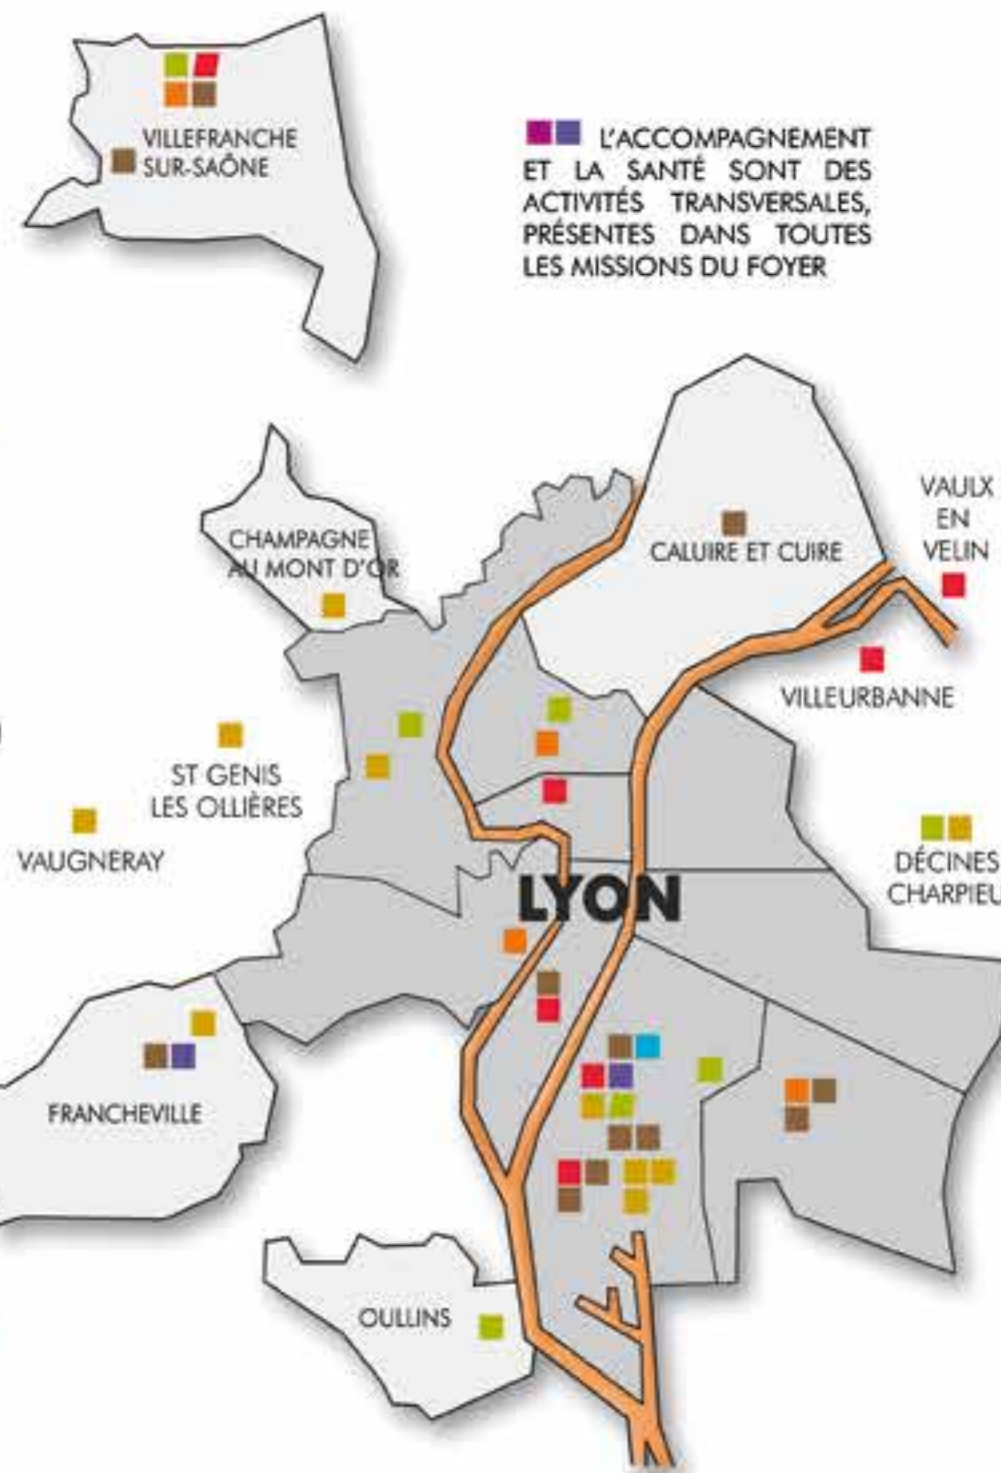 VILLEFRANCHE
SUR-SAÔNE
L'ACCOMPAGNEMENT
ET LA SANTÉ SONT DES
ACTIVITÉS TRANSVERSALES,
PRÉSENTES DANS TOUTES
LES MISSIONS DU FOYER
CHAMPAGNE
AU MONT D'OR
CALUIRE ET CUIRE
VAULX
EN
VELIN
VILLEURBANNE
ST GENIS
LES OLLIÈRES
VAUGNERAY
DÉCINES
CHARPIEU
LYON
FRANCHEVILLE
OULLINS